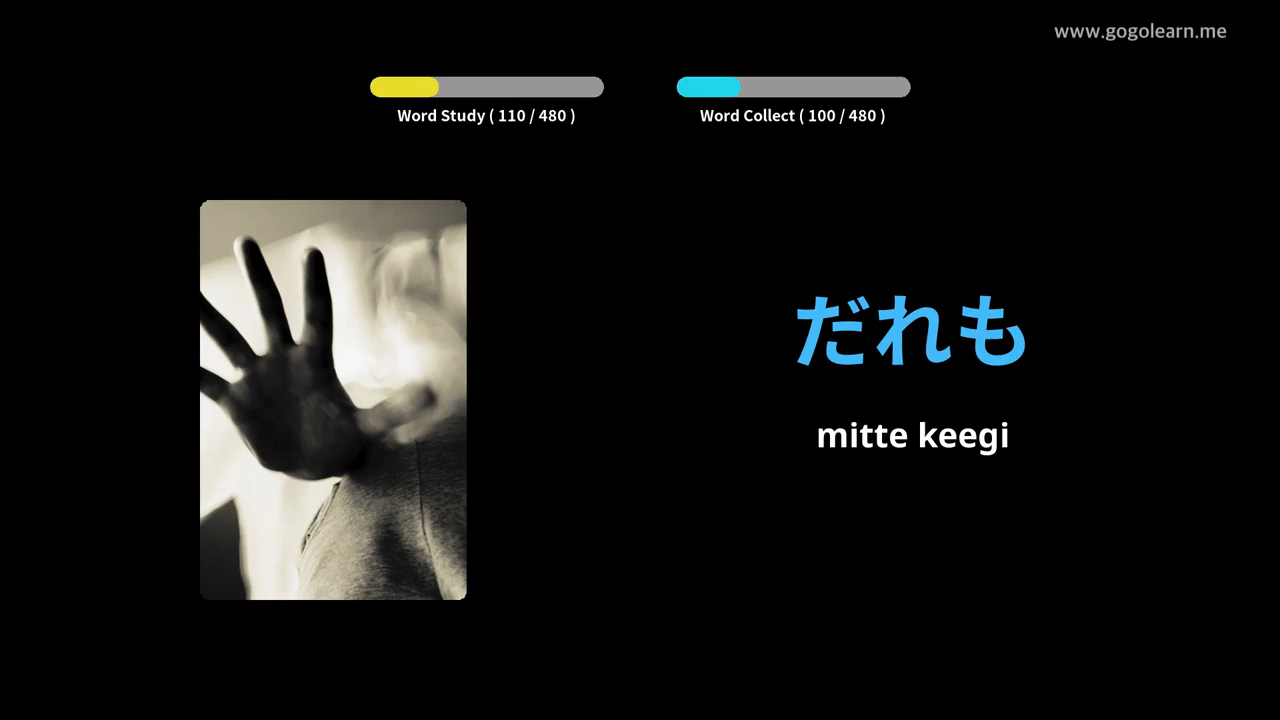 www.gogolearn.me
Word Study ( 110 / 480 )
Word Collect ( 100 / 480 )
だれも
mitte keegi